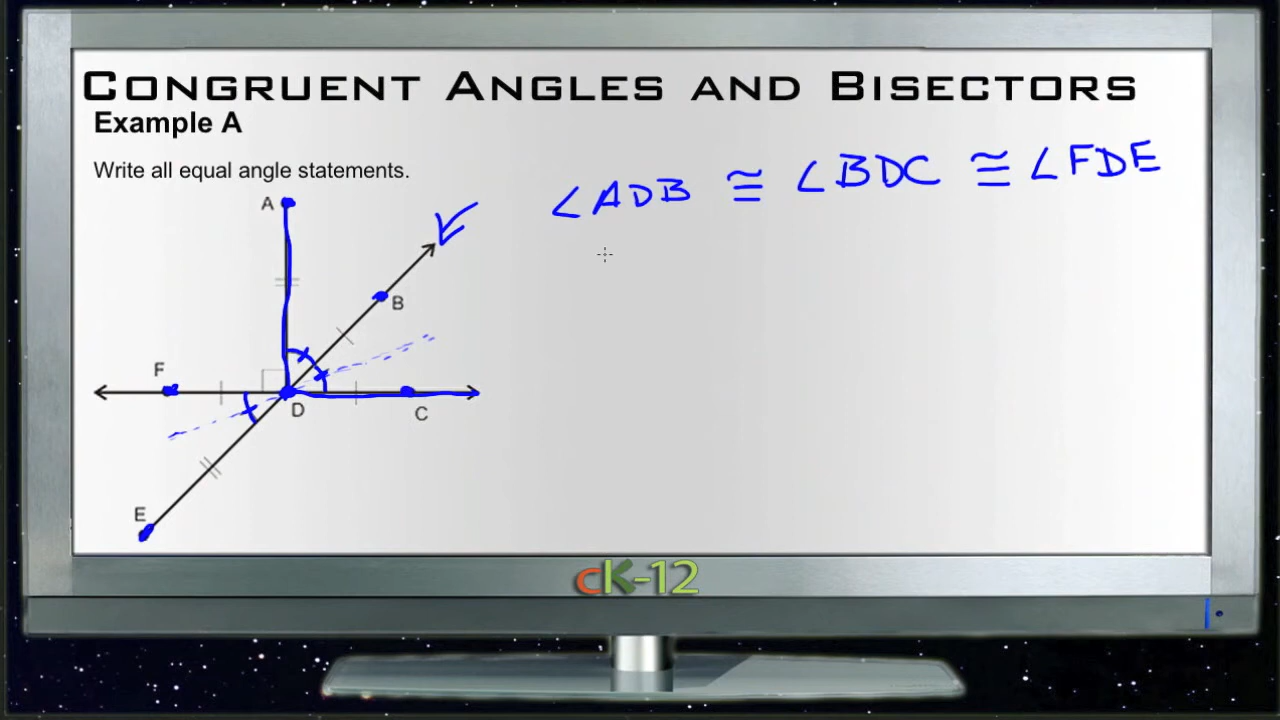 CONGRUENT ANGLES AND BISECTORS
Example A
Write all equal angle statements.
∠ADB ≅ ∠BDC ≅ ∠FDE
A
B
F
D
C
E
cK-12